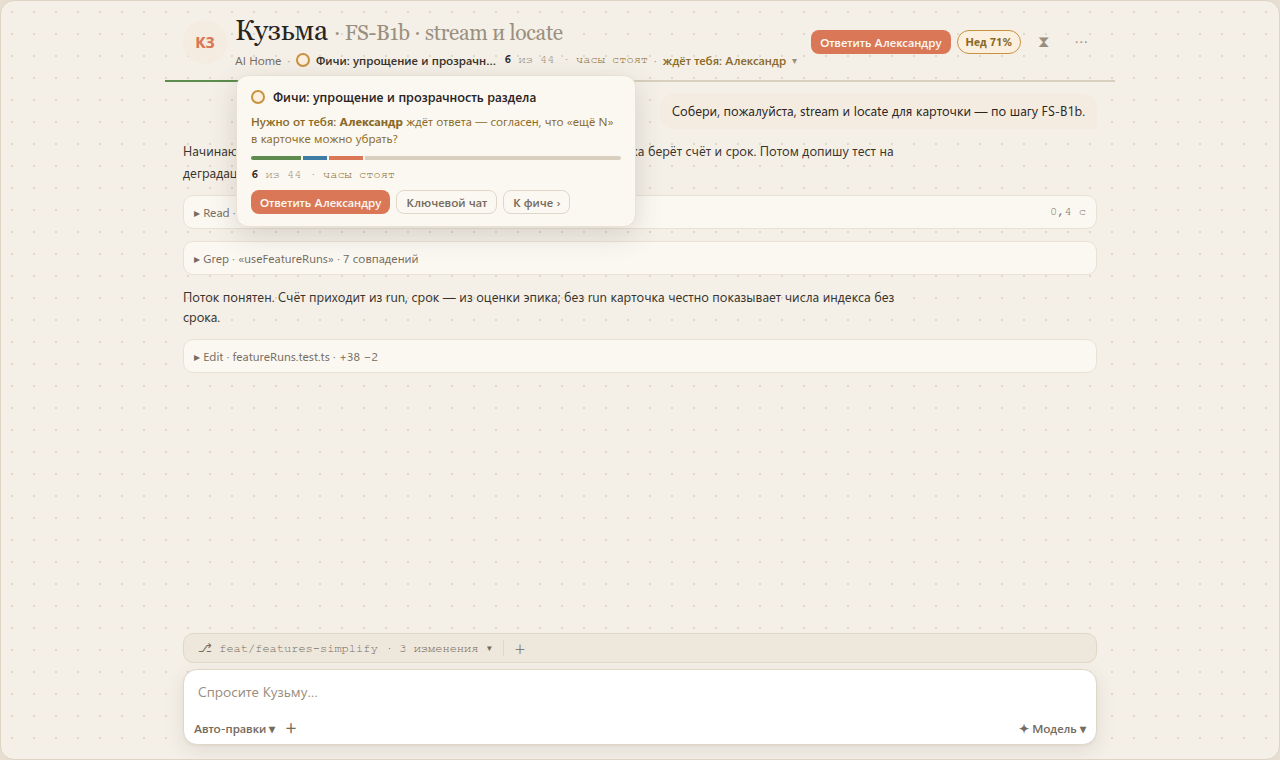 КЗ
Кузьма · FS-B1b · stream и locate
AI Home · Фичи: упрощение и прозрачн... 6 из 44 · часы стоят · ждёт тебя: Александр ▾
Ответить Александру
Нед 71%
⧗
···
Фичи: упрощение и прозрачность раздела
Нужно от тебя: Александр ждёт ответа — согласен, что «ещё N»
в карточке можно убрать?
6 из 44 · часы стоят
Ответить Александру
Ключевой чат
К фиче ›
Собери, пожалуйста, stream и locate для карточки — по шагу FS-B1b.
Начинаю
берёт счёт и срок. Потом допишу тест на
▸ Read ·
0,4 с
▸ Grep · «useFeatureRuns» · 7 совпадений
Поток понятен. Счёт приходит из run, срок — из оценки эпика; без run карточка честно показывает числа индекса без
срока.
▸ Edit · featureRuns.test.ts · +38 −2
⎇ feat/features-simplify · 3 изменения ▾ +
Спросите Кузьму...
Авто-правки ▾ +
✦ Модель ▾